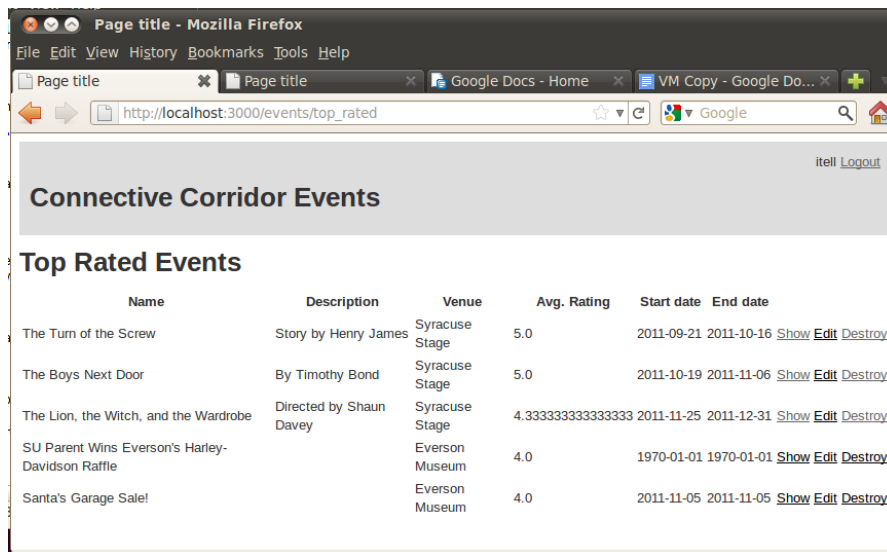 Page title - Mozilla Firefox
File Edit View History Bookmarks Tools Help
Page title Page title Google Docs - Home VM Copy - Google Do...
http://localhost:3000/events/top_rated Google
itell Logout
Connective Corridor Events
Top Rated Events
Name Description Venue Avg. Rating Start date End date
The Turn of the Screw Story by Henry James Syracuse Stage 5.0 2011-09-21 2011-10-16 Show Edit Destroy
The Boys Next Door By Timothy Bond Syracuse Stage 5.0 2011-10-19 2011-11-06 Show Edit Destroy
The Lion, the Witch, and the Wardrobe Directed by Shaun Davey Syracuse Stage 4.333333333333333 2011-11-25 2011-12-31 Show Edit Destroy
SU Parent Wins Everson's Harley-Davidson Raffle Everson Museum 4.0 1970-01-01 1970-01-01 Show Edit Destroy
Santa's Garage Sale! Everson Museum 4.0 2011-11-05 2011-11-05 Show Edit Destroy